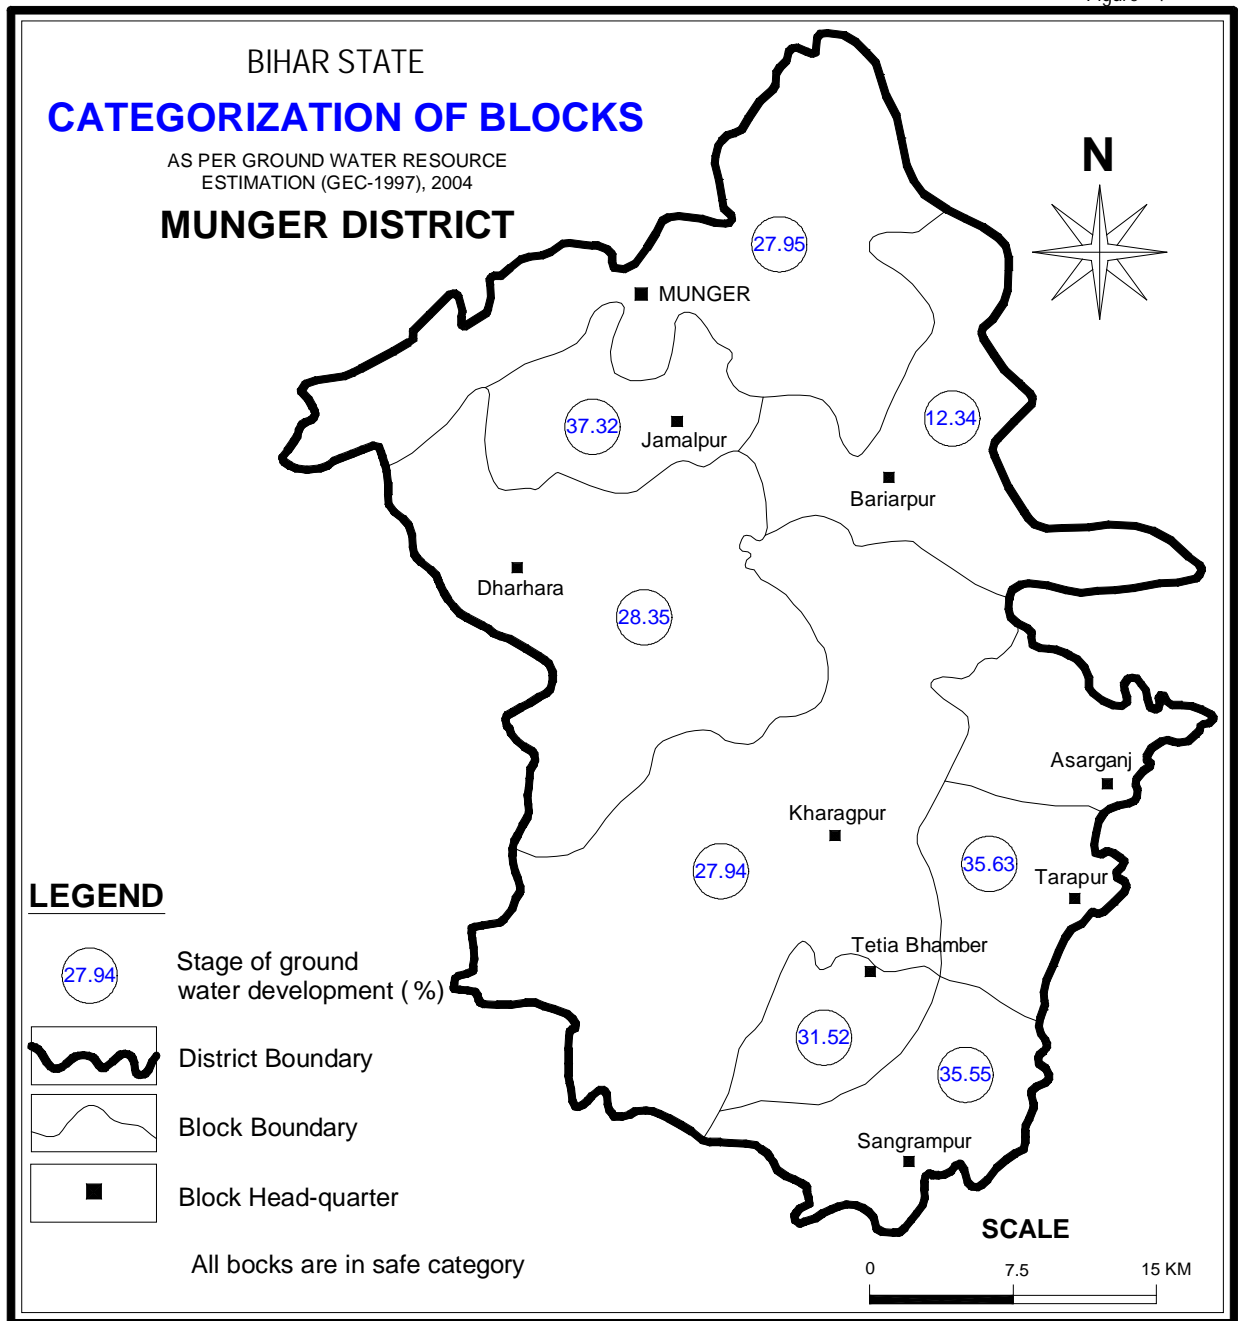 BIHAR STATE
CATEGORIZATION OF BLOCKS
AS PER GROUND WATER RESOURCE
ESTIMATION (GEC-1997), 2004
MUNGER DISTRICT
N
27.95
MUNGER
12.34
37.32
Jamalpur
Bariarpur
Dharhara
28.35
Asarganj
Kharagpur
27.94
35.63
Tarapur
Tetia Bhamber
31.52
35.55
Sangrampur
LEGEND
27.94
Stage of ground
water development ( %)
District Boundary
Block Boundary
Block Head-quarter
All bocks are in safe category
SCALE
0 7.5 15 KM